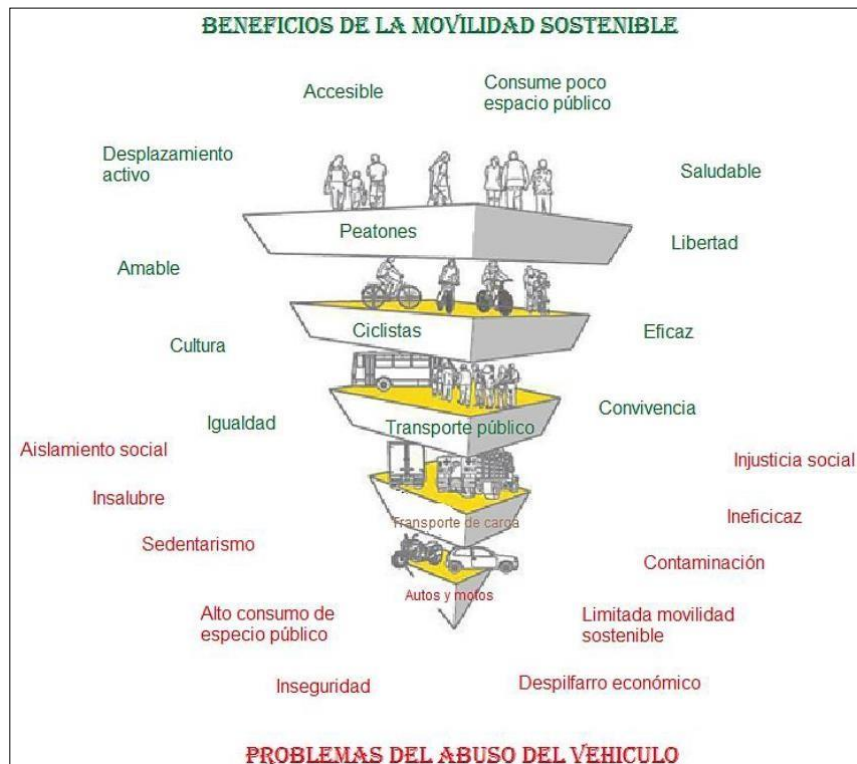 BENEFICIOS DE LA MOVILIDAD SOSTENIBLE
Accesible
Consume poco
espacio público
Desplazamiento
activo
Saludable
Peatones
Libertad
Amable
Ciclistas
Eficaz
Cultura
Convivencia
Igualdad
Transporte público
Aislamiento social
Injusticia social
Insalubre
Ineficicaz
Transporte de carga
Sedentarismo
Contaminación
Autos y motos
Alto consumo de
especio público
Limitada movilidad
sostenible
Inseguridad
Despilfarro económico
PROBLEMAS DEL ABUSO DEL VEHICULO